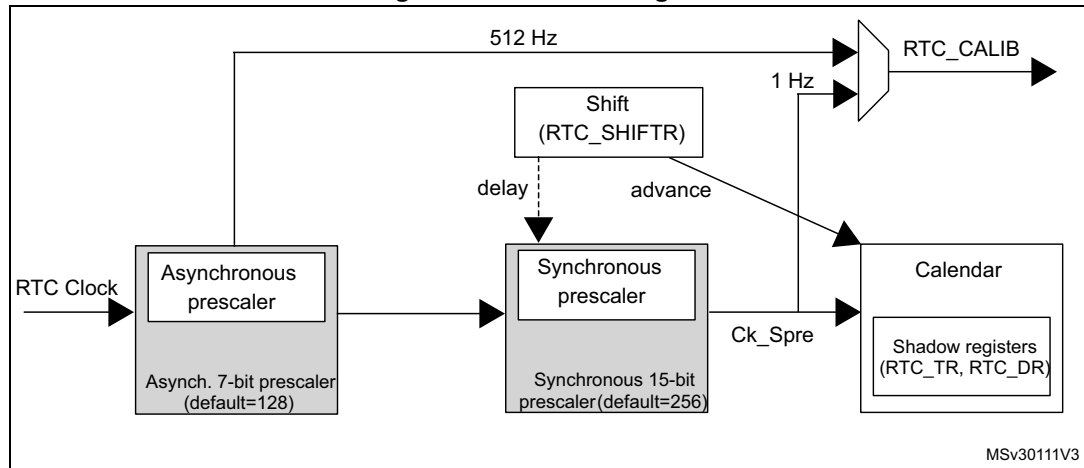 512 Hz
RTC_CALIB
1 Hz
Shift
(RTC_SHIFTR)
delay
advance
RTC Clock
Asynchronous
prescaler
Asynch. 7-bit prescaler
(default=128)
Synchronous
prescaler
Synchronous 15-bit
prescaler(default=256)
Ck_Spre
Calendar
Shadow registers
(RTC_TR, RTC_DR)
MSv30111V3